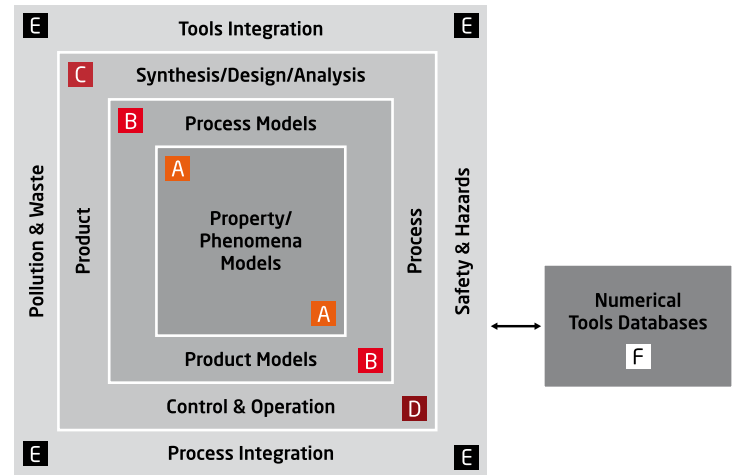 E
Tools Integration
E
C
Synthesis/Design/Analysis
B
Process Models
A
Pollution & Waste
Product
Property/
Phenomena
Models
Process
Safety & Hazards
A
Product Models
B
Control & Operation
D
E
Process Integration
E
Numerical
Tools Databases
F